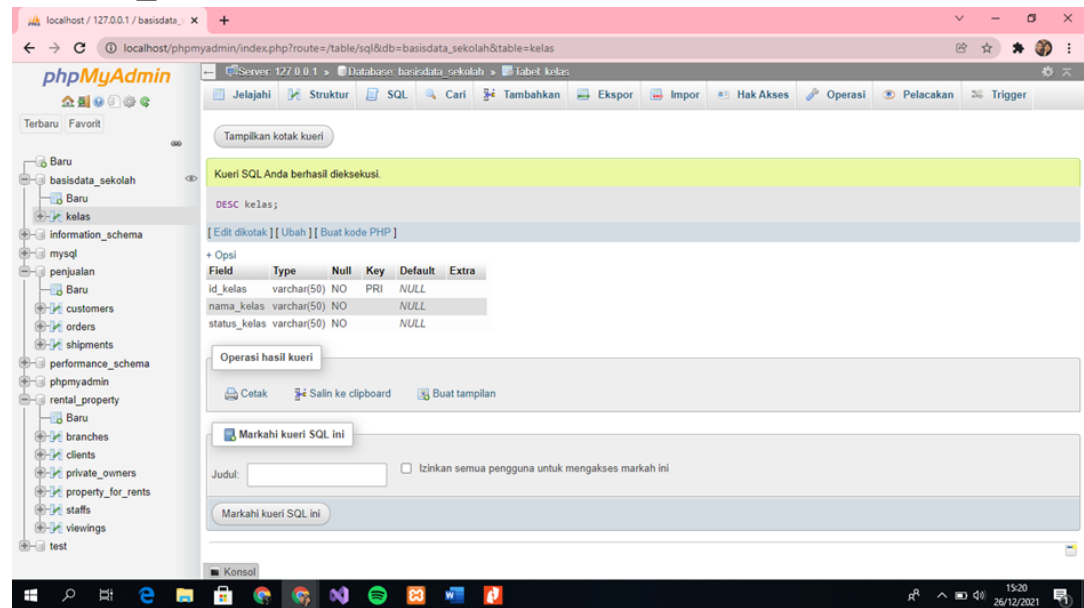 localhost / 127.0.0.1 / basisdata_s
localhost/phpmyadmin/index.php?route=/table/sql&db=basisdata_sekolah&table=kelas
phpMyAdmin
Terbaru Favorit
Baru
basisdata_sekolah
Baru
kelas
information_schema
mysql
penjualan
Baru
customers
orders
shipments
performance_schema
phpmyadmin
rental_property
Baru
branches
clients
private_owners
property_for_rents
staffs
viewings
test
Server: 127.0.0.1 » Database: basisdata_sekolah » Tabel: kelas
Jelajahi Struktur SQL Cari Tambahkan Ekspor Impor Hak Akses Operasi Pelacakan Trigger
Tampilkan kotak kueri
Kueri SQL Anda berhasil dieksekusi.
DESC kelas;
[ Edit dikotak ] [ Ubah ] [ Buat kode PHP ]
+ Opsi
Field Type Null Key Default Extra
id_kelas varchar(50) NO PRI NULL
nama_kelas varchar(50) NO NULL
status_kelas varchar(50) NO NULL
Operasi hasil kueri
Cetak Salin ke clipboard Buat tampilan
Markahi kueri SQL ini
Judul: Izinkan semua pengguna untuk mengakses markah ini
Markahi kueri SQL ini
Konsol
15:20
26/12/2021